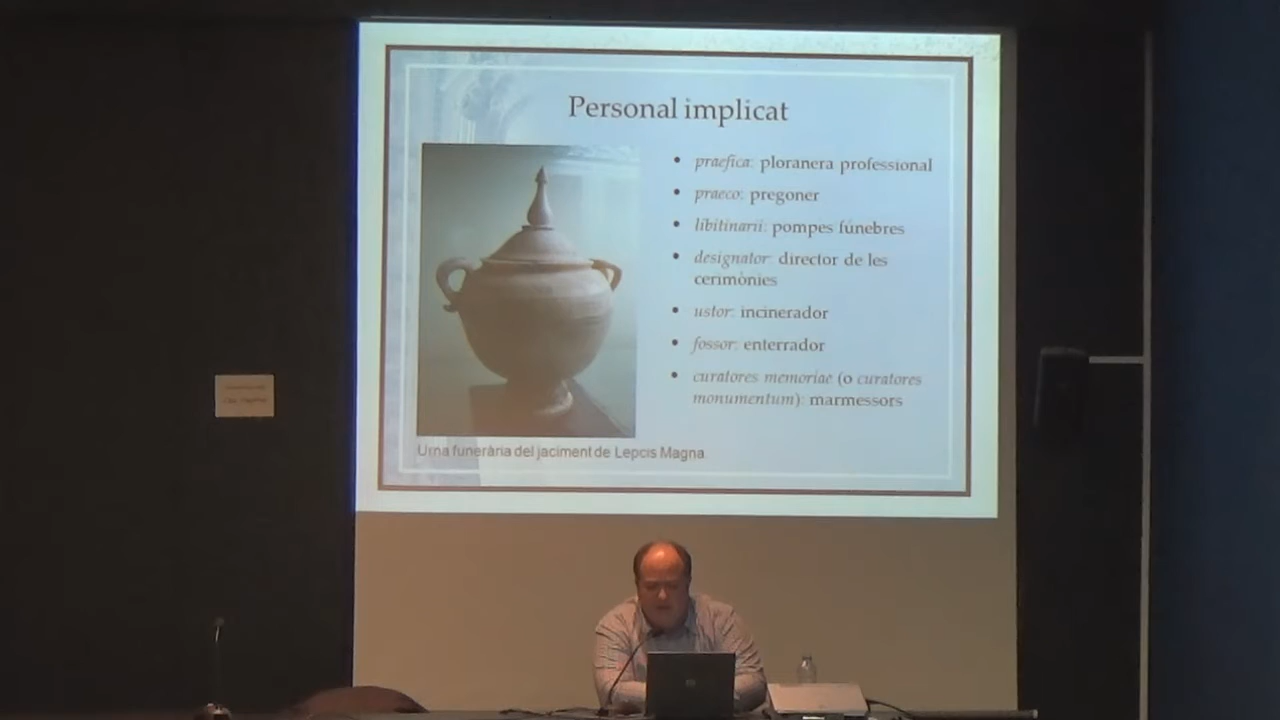 Personal implicat
• praefica: ploranera professional
• praeco: pregoner
• libitinarii: pompes fúnebres
• designator: director de les
cerimònies
• ustor: incinerador
• fossor: enterrador
• curatores memoriae (o curatores
monumentum): marmessors
Urna funerària del jaciment de Lepcis Magna